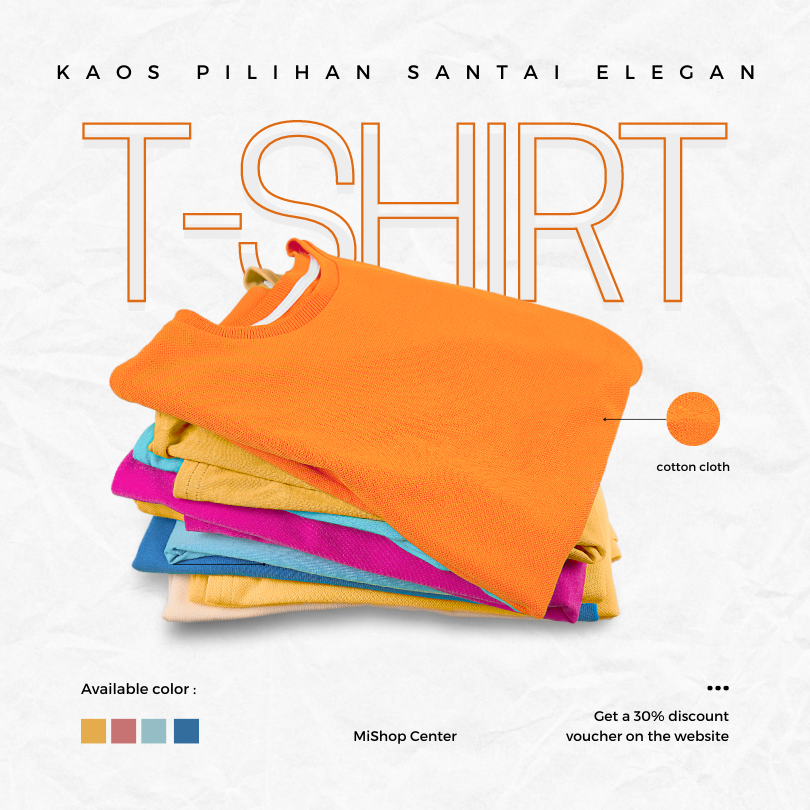 KAOS PILIHAN SANTAI ELEGAN
T-SHIRT
cotton cloth
Available color :
MiShop Center
•••
Get a 30% discount
voucher on the website